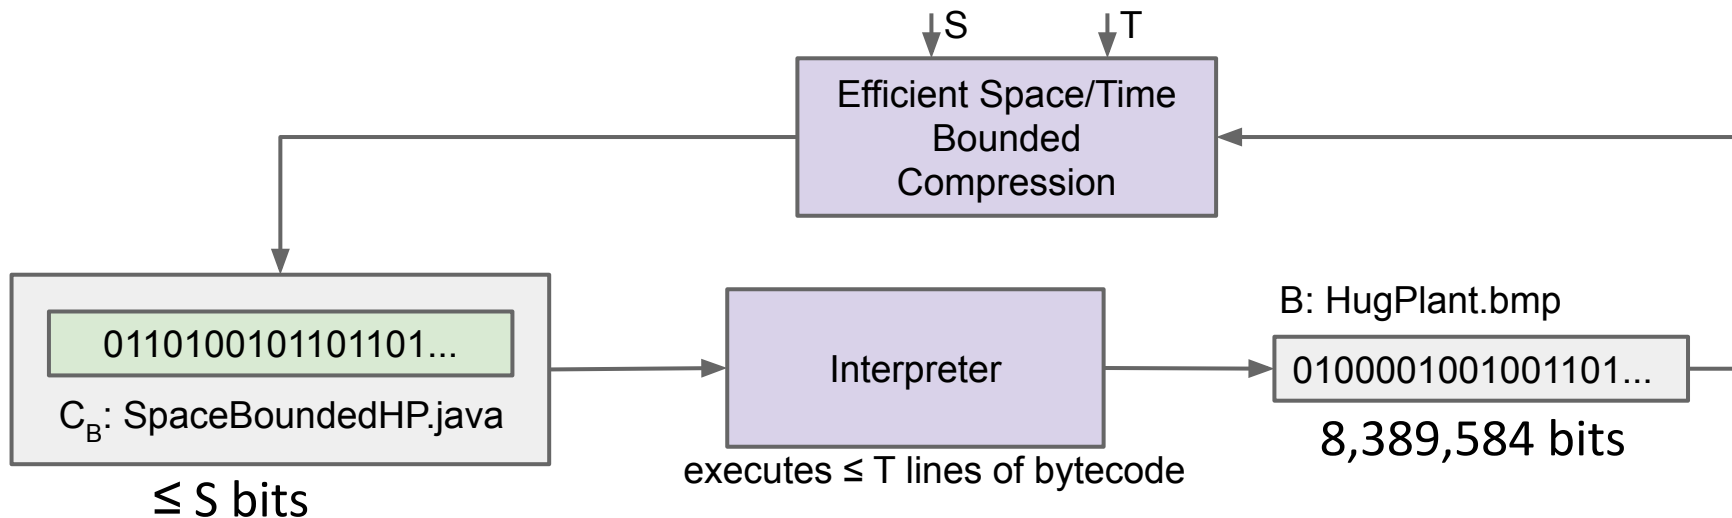 S
T
Efficient Space/Time
Bounded
Compression
0110100101101101...
C_B: SpaceBoundedHP.java
≤ S bits
Interpreter
executes ≤ T lines of bytecode
B: HugPlant.bmp
0100001001001101...
8,389,584 bits